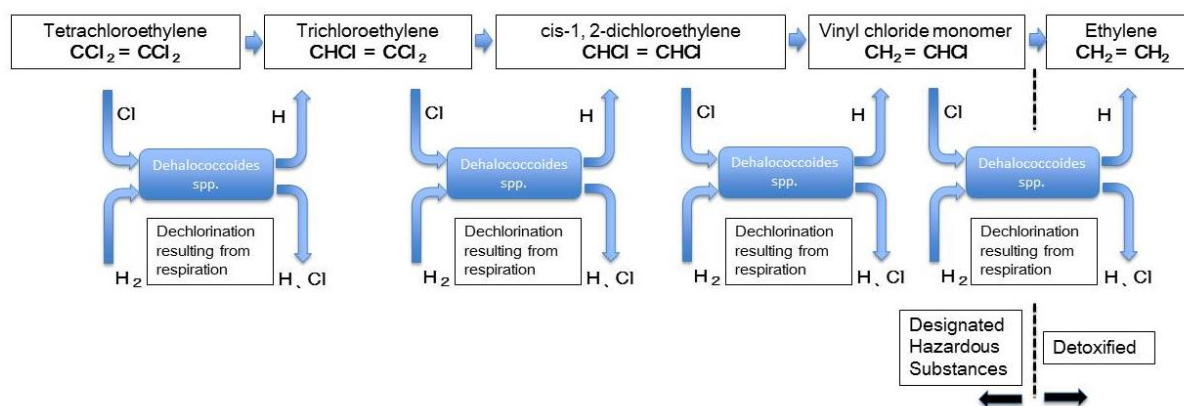 Tetrachloroethylene
CCl₂ = CCl₂
Trichloroethylene
CHCl = CCl₂
cis-1, 2-dichloroethylene
CHCl = CHCl
Vinyl chloride monomer
CH₂ = CHCl
Ethylene
CH₂ = CH₂
Cl
H
Dehalococcoides
spp.
Dechlorination
resulting from
respiration
H₂
H、Cl
Cl
H
Dehalococcoides
spp.
Dechlorination
resulting from
respiration
H₂
H、Cl
Cl
H
Dehalococcoides
spp.
Dechlorination
resulting from
respiration
H₂
H、Cl
Cl
H
Dehalococcoides
spp.
Dechlorination
resulting from
respiration
H₂
H、Cl
Designated
Hazardous
Substances
Detoxified